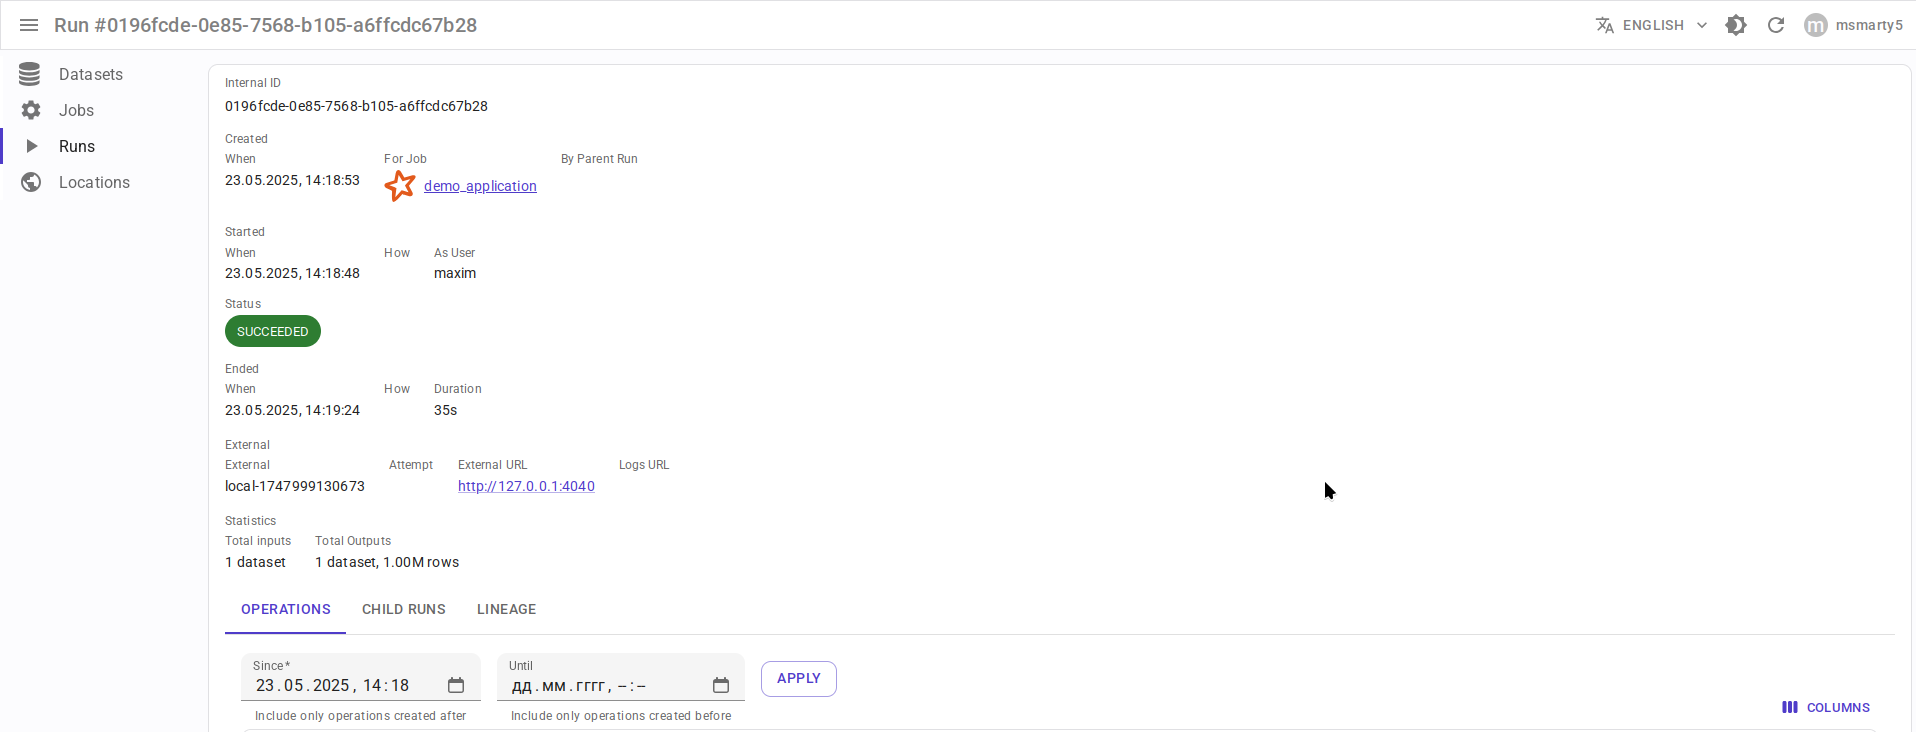 Run #0196fcde-0e85-7568-b105-a6ffcdc67b28
ENGLISH
m msmarty5
Datasets
Jobs
Runs
Locations
Internal ID
0196fcde-0e85-7568-b105-a6ffcdc67b28
Created
When For Job By Parent Run
23.05.2025, 14:18:53 demo_application
Started
When How As User
23.05.2025, 14:18:48 maxim
Status
SUCCEEDED
Ended
When How Duration
23.05.2025, 14:19:24 35s
External
External Attempt External URL Logs URL
local-1747999130673 http://127.0.0.1:4040
Statistics
Total inputs Total Outputs
1 dataset 1 dataset, 1.00M rows
OPERATIONS CHILD RUNS LINEAGE
Since* Until
23.05.2025, 14:18 дд.мм.гггг, --:-- APPLY
Include only operations created after Include only operations created before
COLUMNS